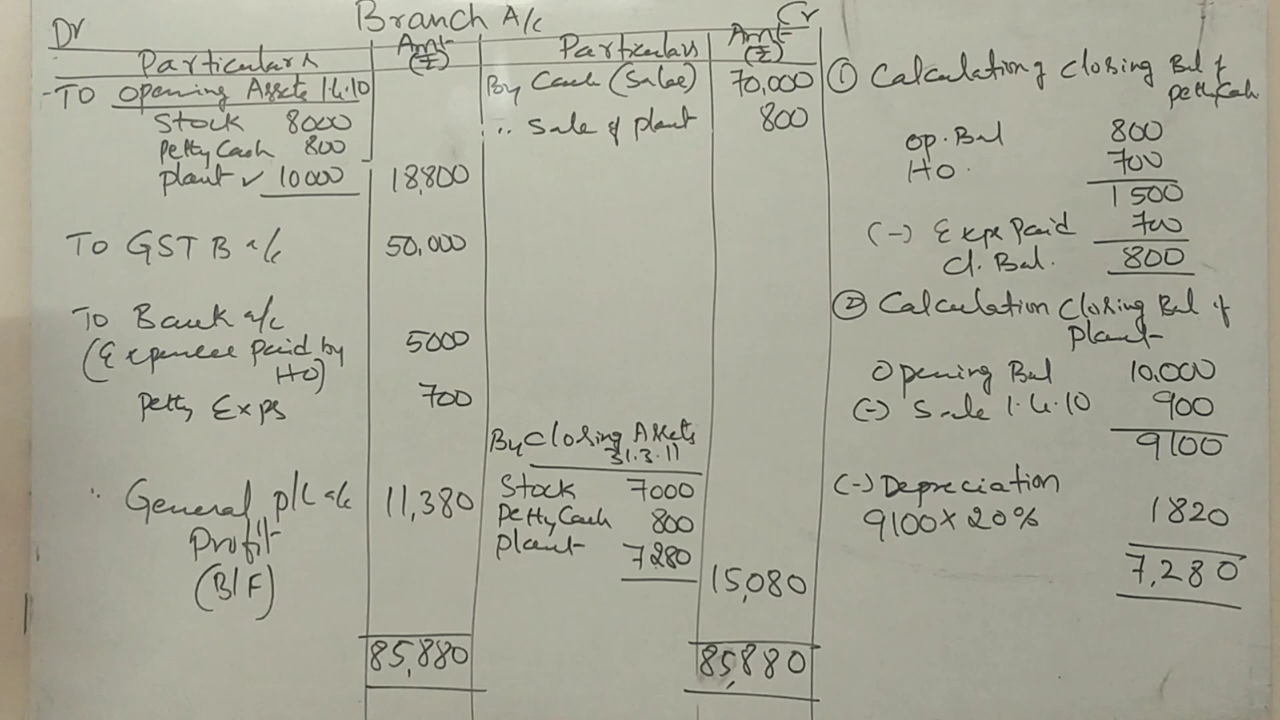 Branch A/c
Dr
Cr
Particulars Amt (₹) Particulars Amt (₹)
To Opening Assets 1.4.10
Stock 8000
Petty Cash 800
plant ✓ 10000 18,800
To GSTB a/c 50,000
To Bank a/c
(Expenses Paid by HO) 5000
Petty Exps 700
" General P/L a/c 11,380
Profit
(B/F)
85,880
By Cash (Sales) 70,000
" Sale of plant 800
By Closing Assets
31.3.11
Stock 7000
Petty Cash 800
plant 7280
15,080
85,880
① Calculation of closing Bal of
petty Cash
Op. Bal 800
HO. 700
1500
(-) Exps Paid 700
Cl. Bal. 800
② Calculation Closing Bal of
plant
Opening Bal 10,000
(-) Sale 1.4.10 900
9100
(-) Depreciation
9100 x 20% 1820
7,280